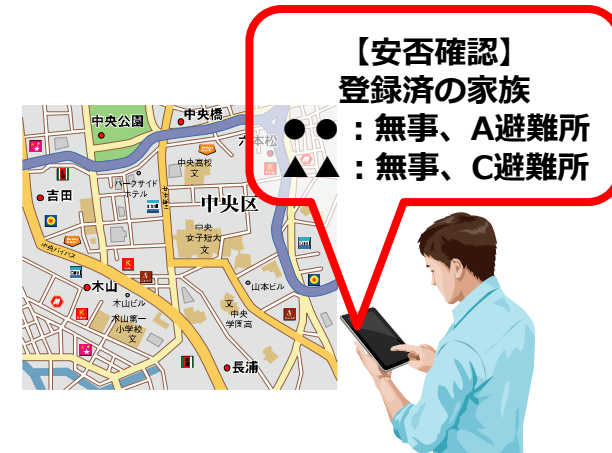 【安否確認】
登録済の家族
●●：無事、A避難所
▲▲：無事、C避難所
中央公園
中央橋
六本松
中央高校
文
パークサイド
ホテル
吉田
中央区
中央
女子短大
文
中央バイパス
木山
木山ビル
山本ビル
木山第一
小学校
文
文
中央
学園高
長浦